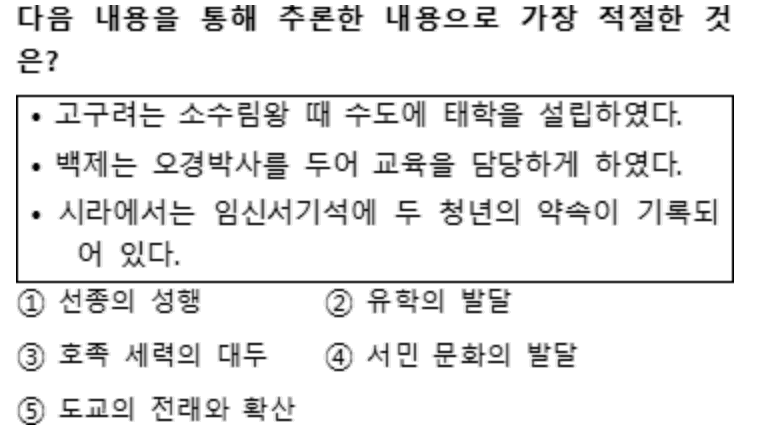 다음 내용을 통해 추론한 내용으로 가장 적절한 것
은?
• 고구려는 소수림왕 때 수도에 태학을 설립하였다.
• 백제는 오경박사를 두어 교육을 담당하게 하였다.
• 시라에서는 임신서기석에 두 청년의 약속이 기록되
어 있다.
① 선종의 성행 ② 유학의 발달
③ 호족 세력의 대두 ④ 서민 문화의 발달
⑤ 도교의 전래와 확산